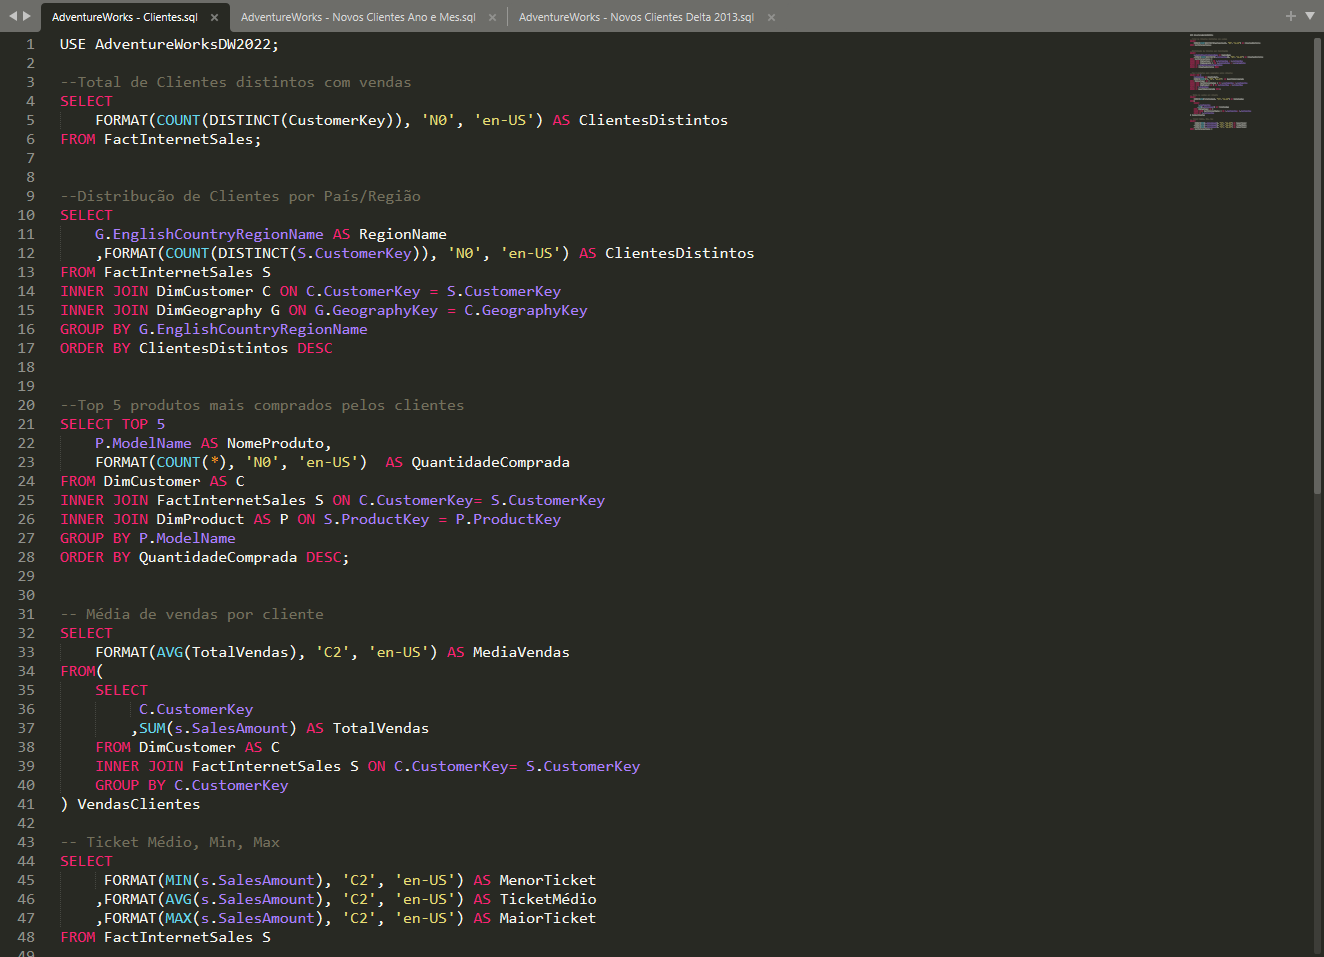 AdventureWorks - Clientes.sql × AdventureWorks - Novos Clientes Ano e Mes.sql × AdventureWorks - Novos Clientes Delta 2013.sql ×
1 USE AdventureWorksDW2022;
2
3 --Total de Clientes distintos com vendas
4 SELECT
5 FORMAT(COUNT(DISTINCT(CustomerKey)), 'N0', 'en-US') AS ClientesDistintos
6 FROM FactInternetSales;
7
8
9 --Distribução de Clientes por País/Região
10 SELECT
11 G.EnglishCountryRegionName AS RegionName
12 ,FORMAT(COUNT(DISTINCT(S.CustomerKey)), 'N0', 'en-US') AS ClientesDistintos
13 FROM FactInternetSales S
14 INNER JOIN DimCustomer C ON C.CustomerKey = S.CustomerKey
15 INNER JOIN DimGeography G ON G.GeographyKey = C.GeographyKey
16 GROUP BY G.EnglishCountryRegionName
17 ORDER BY ClientesDistintos DESC
18
19
20 --Top 5 produtos mais comprados pelos clientes
21 SELECT TOP 5
22 P.ModelName AS NomeProduto,
23 FORMAT(COUNT(*), 'N0', 'en-US')  AS QuantidadeComprada
24 FROM DimCustomer AS C
25 INNER JOIN FactInternetSales S ON C.CustomerKey= S.CustomerKey
26 INNER JOIN DimProduct AS P ON S.ProductKey = P.ProductKey
27 GROUP BY P.ModelName
28 ORDER BY QuantidadeComprada DESC;
29
30
31 -- Média de vendas por cliente
32 SELECT
33 FORMAT(AVG(TotalVendas), 'C2', 'en-US') AS MediaVendas
34 FROM(
35 SELECT
36 C.CustomerKey
37 ,SUM(s.SalesAmount) AS TotalVendas
38 FROM DimCustomer AS C
39 INNER JOIN FactInternetSales S ON C.CustomerKey= S.CustomerKey
40 GROUP BY C.CustomerKey
41 ) VendasClientes
42
43 -- Ticket Médio, Min, Max
44 SELECT
45 FORMAT(MIN(s.SalesAmount), 'C2', 'en-US') AS MenorTicket
46 ,FORMAT(AVG(s.SalesAmount), 'C2', 'en-US') AS TicketMédio
47 ,FORMAT(MAX(s.SalesAmount), 'C2', 'en-US') AS MaiorTicket
48 FROM FactInternetSales S
49